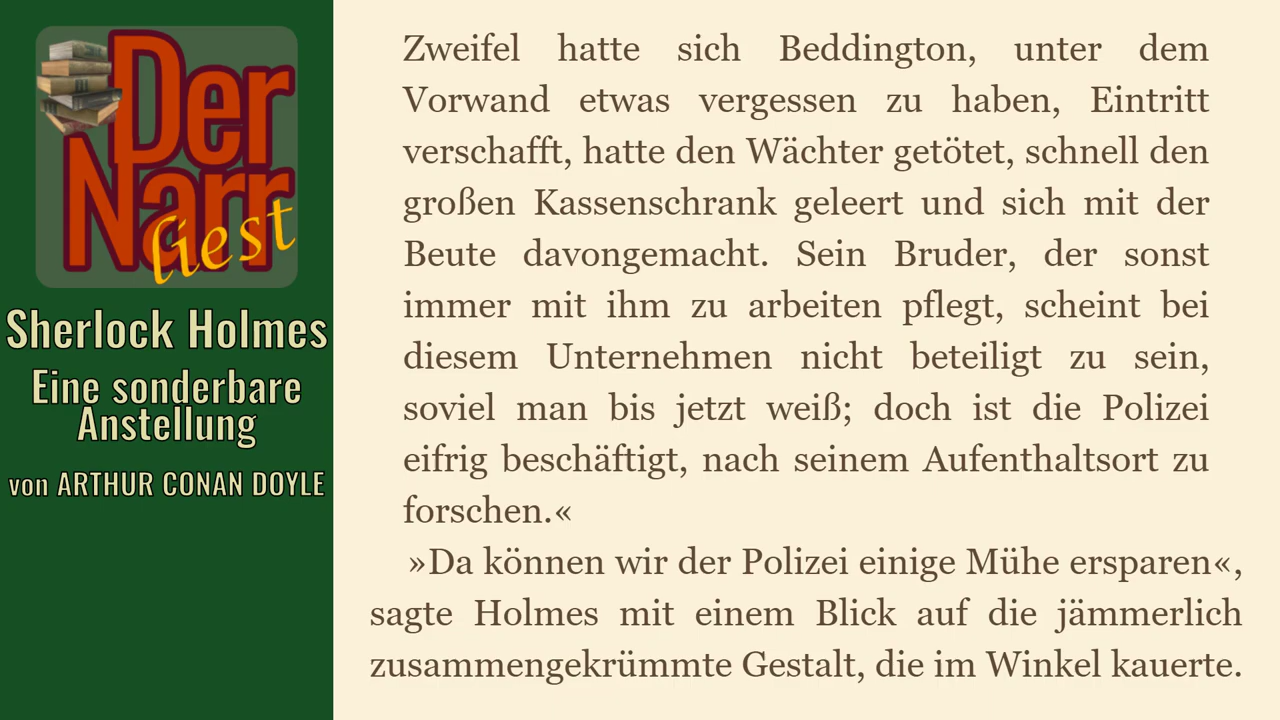 Der
Narr
liest
Sherlock Holmes
Eine sonderbare
Anstellung
von ARTHUR CONAN DOYLE
Zweifel hatte sich Beddington, unter dem
Vorwand etwas vergessen zu haben, Eintritt
verschafft, hatte den Wächter getötet, schnell den
großen Kassenschrank geleert und sich mit der
Beute davongemacht. Sein Bruder, der sonst
immer mit ihm zu arbeiten pflegt, scheint bei
diesem Unternehmen nicht beteiligt zu sein,
soviel man bis jetzt weiß; doch ist die Polizei
eifrig beschäftigt, nach seinem Aufenthaltsort zu
forschen.«
»Da können wir der Polizei einige Mühe ersparen«,
sagte Holmes mit einem Blick auf die jämmerlich
zusammengekrümmte Gestalt, die im Winkel kauerte.